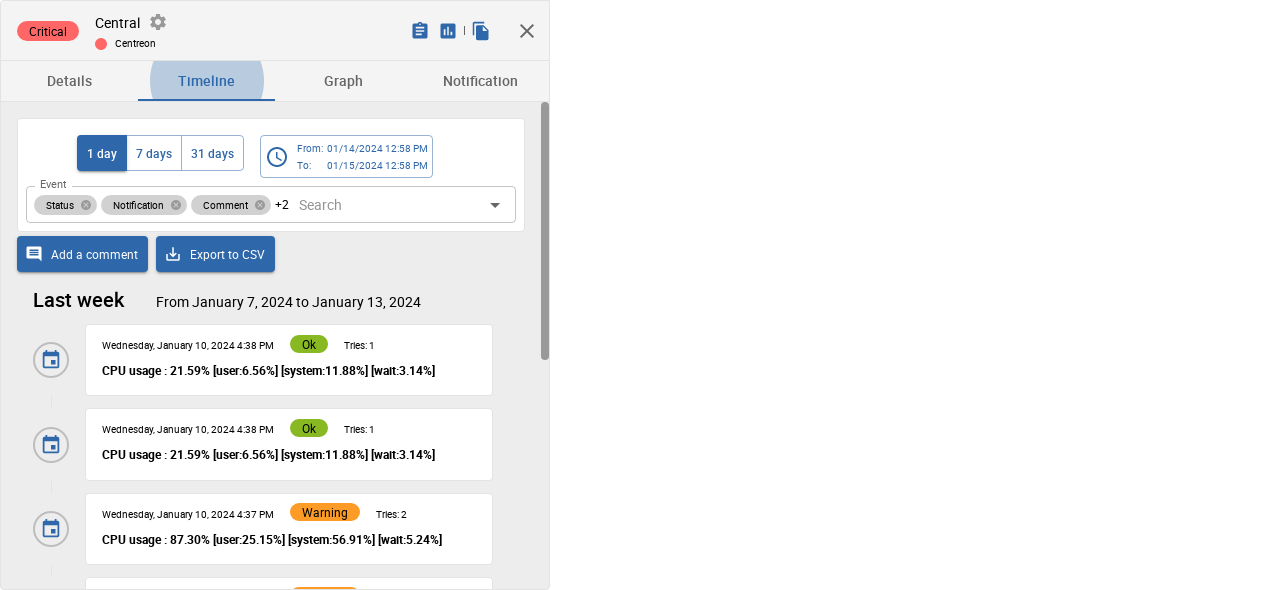 Critical
Central
Centreon
Details Timeline Graph Notification
1 day 7 days 31 days
From: 01/14/2024 12:58 PM
To: 01/15/2024 12:58 PM
Event
Status Notification Comment +2 Search
Add a comment Export to CSV
Last week From January 7, 2024 to January 13, 2024
Wednesday, January 10, 2024 4:38 PM Ok Tries: 1
CPU usage : 21.59% [user:6.56%] [system:11.88%] [wait:3.14%]
Wednesday, January 10, 2024 4:38 PM Ok Tries: 1
CPU usage : 21.59% [user:6.56%] [system:11.88%] [wait:3.14%]
Wednesday, January 10, 2024 4:37 PM Warning Tries: 2
CPU usage : 87.30% [user:25.15%] [system:56.91%] [wait:5.24%]